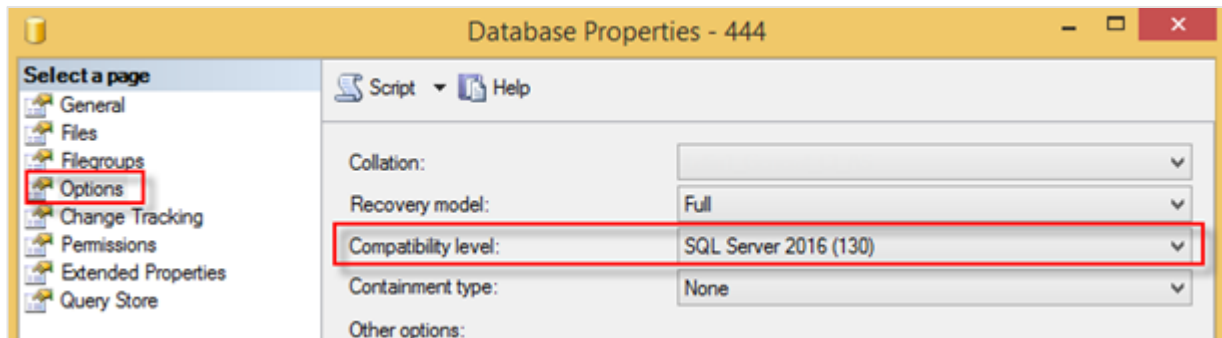 Database Properties - 444
Select a page
General
Files
Filegroups
Options
Change Tracking
Permissions
Extended Properties
Query Store
Script Help
Collation:
Recovery model: Full
Compatibility level: SQL Server 2016 (130)
Containment type: None
Other options: